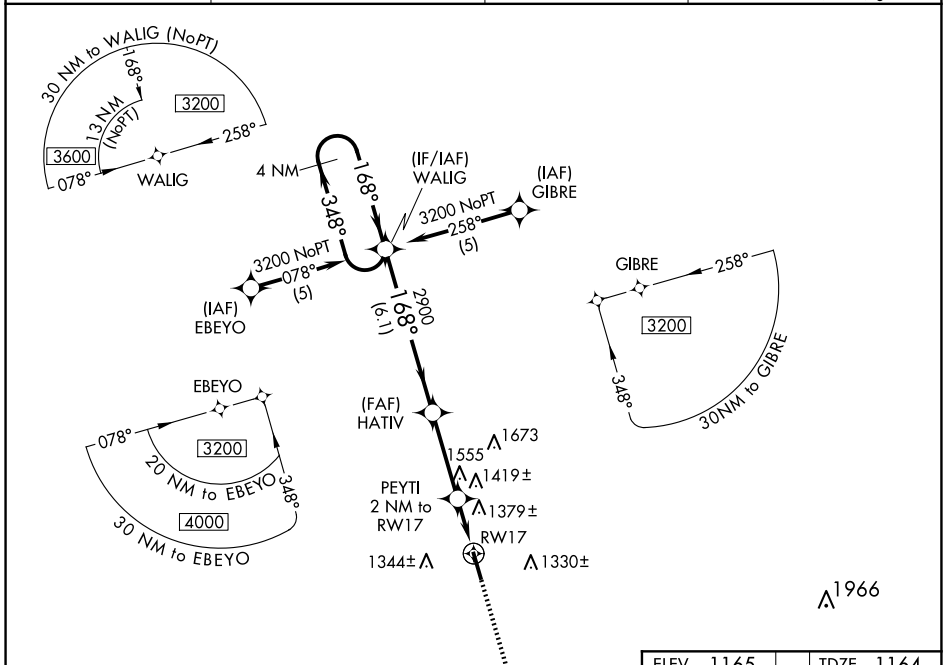 30 NM to WALIG (NoPT)
168°
13 NM
(NoPT)
3200
258°
3600
078°
WALIG
4 NM
168°
348°
(IF/IAF)
WALIG
(IAF)
GIBRE
3200 NoPT
258°
(5)
3200 NoPT
078°
(5)
(IAF)
EBEYO
2900
168°
(6.1)
GIBRE
258°
3200
348°
30NM to GIBRE
EBEYO
078°
3200
20 NM to EBEYO
348°
4000
30 NM to EBEYO
(FAF)
HATIV
1673
1555
1419±
PEYTI
2 NM to
RW17
1379±
RW17
1344±
1330±
1966
ELEV 1165
TDZE 1164